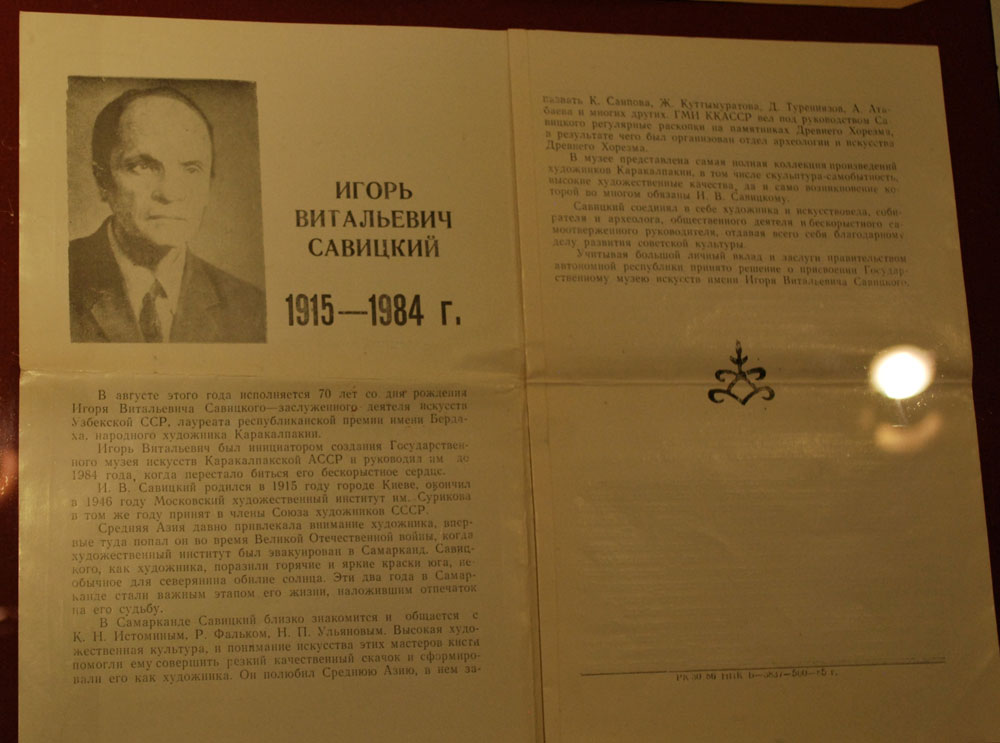 ИГОРЬ
ВИТАЛЬЕВИЧ
САВИЦКИЙ
1915—1984 г.
В августе этого года исполняется 70 лет со дня рождения
Игоря Витальевича Савицкого—заслуженного деятеля искусств
Узбекской ССР, лауреата республиканской премии имени Берда-
ха, народного художника Каракалпакии.
Игорь Витальевич был инициатором создания Государствен-
ного музея искусств Каракалпакской АССР и руководил им до
1984 года, когда перестало биться его бескорыстное сердце.
И. В. Савицкий родился в 1915 году городе Киеве, окончил
в 1946 году Московский художественный институт им. Сурикова
в том же году принят в члены Союза художников СССР.
Средняя Азия давно привлекала внимание художника, впер-
вые туда попал он во время Великой Отечественной войны, когда
художественный институт был эвакуирован в Самарканд. Савиц-
кого, как художника, поразили горячие и яркие краски юга, не-
обычное для северянина обилие солнца. Эти два года в Самар-
канде стали важным этапом его жизни, наложившим отпечаток
на его судьбу.
В Самарканде Савицкий близко знакомится и общается с
К. Н. Истоминым, Р. Фальком, Н. П. Ульяновым. Высокая худо-
жественная культура, и понимание искусства этих мастеров кисти
помогли ему совершить резкий качественный скачок и сформиро-
вали его как художника. Он полюбил Среднюю Азию, в нем за-
назвать К. Саипова, Ж. Куттымуратова, Д. Турениязов, А. Ата-
баева и многих других. ГМИ ККАССР вел под руководством Са-
вицкого регулярные раскопки на памятниках Древнего Хорезма,
в результате чего был организован отдел археологии и искусства
Древнего Хорезма.
В музее представлена самая полная коллекция произведений
художников Каракалпакии, в том числе скульптура-самобытность,
высокие художественные качества, да и само возникновение ко-
торой во многом обязаны И. В. Савицкому.
Савицкий соединил в себе художника и искусствоведа, соби-
рателя и археолога, общественного деятеля и бескорыстного са-
моотверженного руководителя, отдавая всего себя благодарном
делу развития советской культуры.
Учитывая большой личный вклад и заслуги правительством
автономной республики принято решение о присвоении Государ-
ственному музею искусств имени Игоря Витальевича Савицкого.